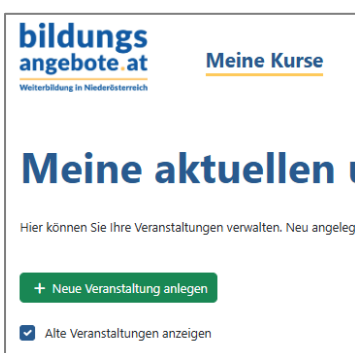 bildungs
angebote.at
Weiterbildung in Niederösterreich
Meine Kurse
Meine aktuellen
Hier können Sie Ihre Veranstaltungen verwalten. Neu angeleg
+ Neue Veranstaltung anlegen
Alte Veranstaltungen anzeigen